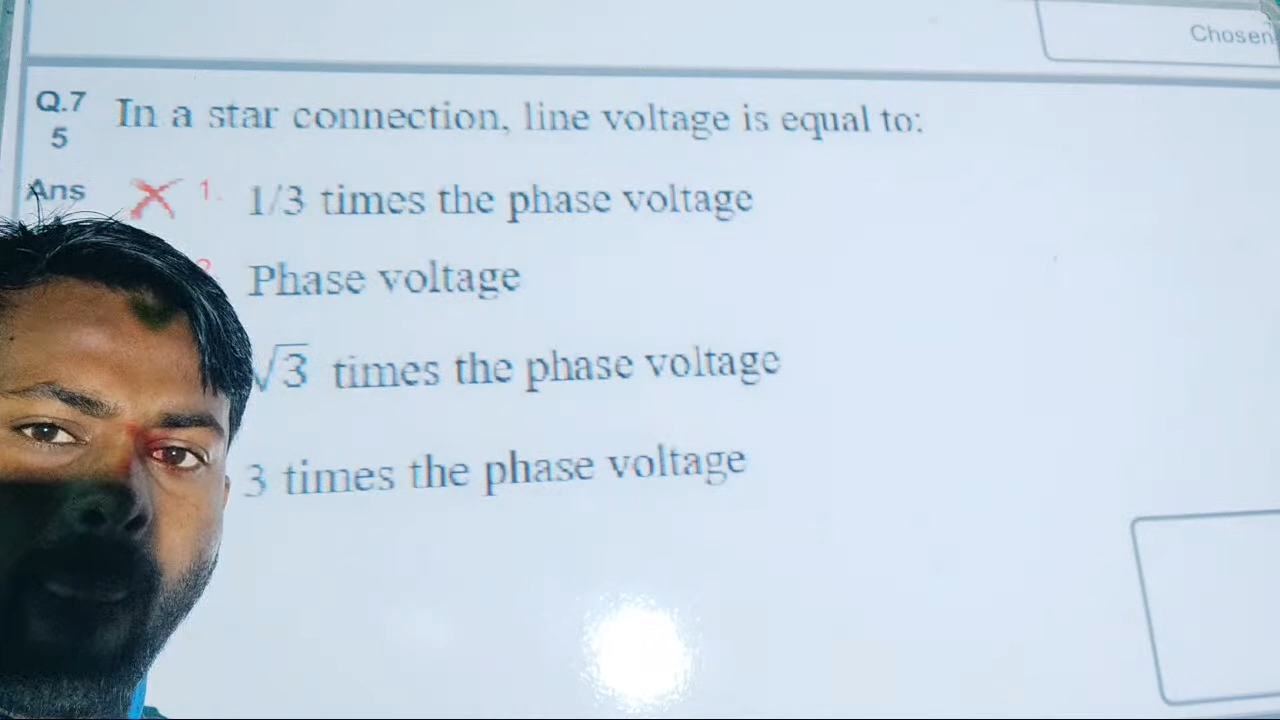 Chosen
Q.7 In a star connection, line voltage is equal to:
5
Ans 1. 1/3 times the phase voltage
Phase voltage
√3 times the phase voltage
3 times the phase voltage